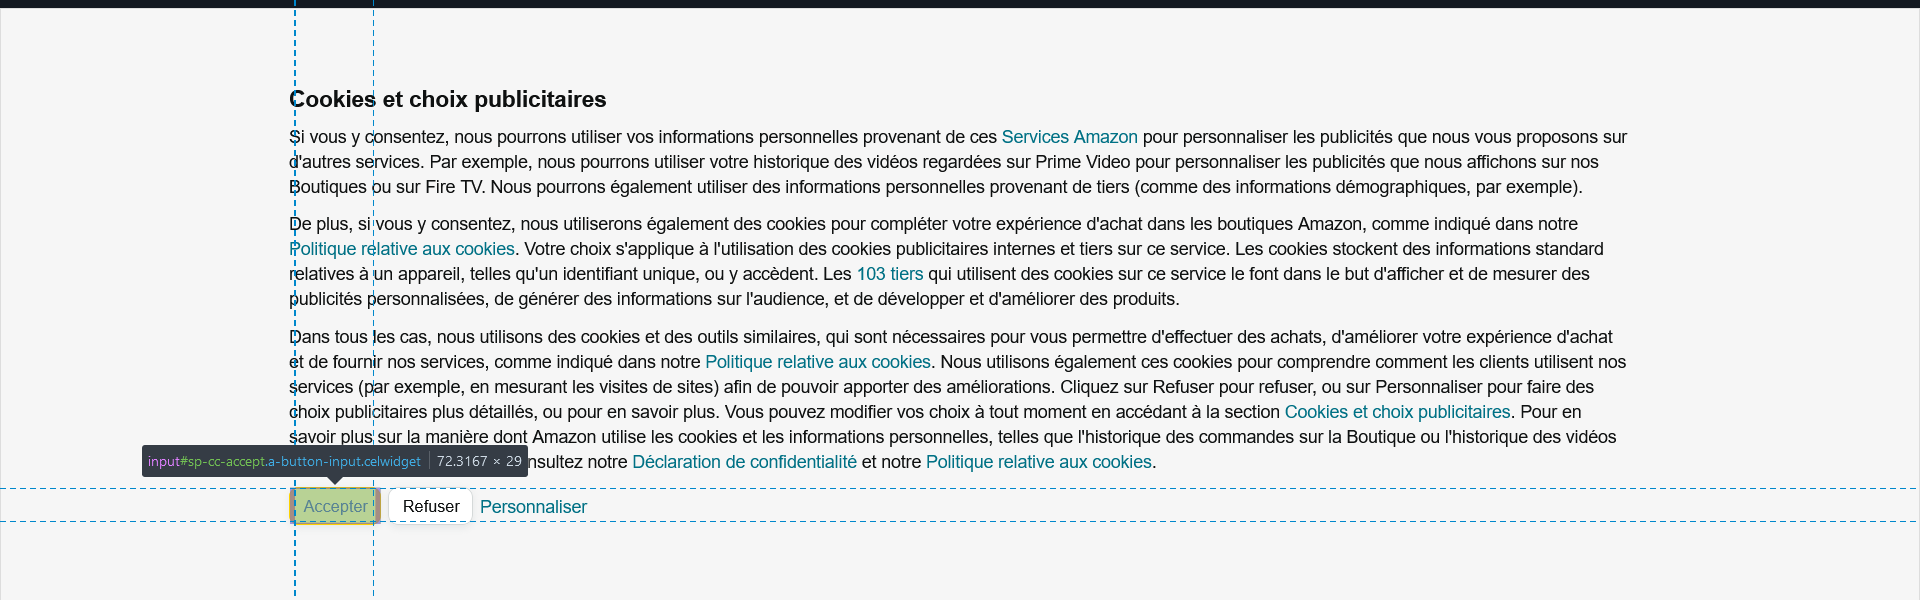 Cookies et choix publicitaires
Si vous y consentez, nous pourrons utiliser vos informations personnelles provenant de ces Services Amazon pour personnaliser les publicités que nous vous proposons sur
d'autres services. Par exemple, nous pourrons utiliser votre historique des vidéos regardées sur Prime Video pour personnaliser les publicités que nous affichons sur nos
Boutiques ou sur Fire TV. Nous pourrons également utiliser des informations personnelles provenant de tiers (comme des informations démographiques, par exemple).
De plus, si vous y consentez, nous utiliserons également des cookies pour compléter votre expérience d'achat dans les boutiques Amazon, comme indiqué dans notre
Politique relative aux cookies. Votre choix s'applique à l'utilisation des cookies publicitaires internes et tiers sur ce service. Les cookies stockent des informations standard
relatives à un appareil, telles qu'un identifiant unique, ou y accèdent. Les 103 tiers qui utilisent des cookies sur ce service le font dans le but d'afficher et de mesurer des
publicités personnalisées, de générer des informations sur l'audience, et de développer et d'améliorer des produits.
Dans tous les cas, nous utilisons des cookies et des outils similaires, qui sont nécessaires pour vous permettre d'effectuer des achats, d'améliorer votre expérience d'achat
et de fournir nos services, comme indiqué dans notre Politique relative aux cookies. Nous utilisons également ces cookies pour comprendre comment les clients utilisent nos
services (par exemple, en mesurant les visites de sites) afin de pouvoir apporter des améliorations. Cliquez sur Refuser pour refuser, ou sur Personnaliser pour faire des
choix publicitaires plus détaillés, ou pour en savoir plus. Vous pouvez modifier vos choix à tout moment en accédant à la section Cookies et choix publicitaires. Pour en
savoir plus sur la manière dont Amazon utilise les cookies et les informations personnelles, telles que l'historique des commandes sur la Boutique ou l'historique des vidéos
input#sp-cc-accept.a-button-input.celwidget 72.3167 × 29 nsultez notre Déclaration de confidentialité et notre Politique relative aux cookies.
Accepter Refuser Personnaliser